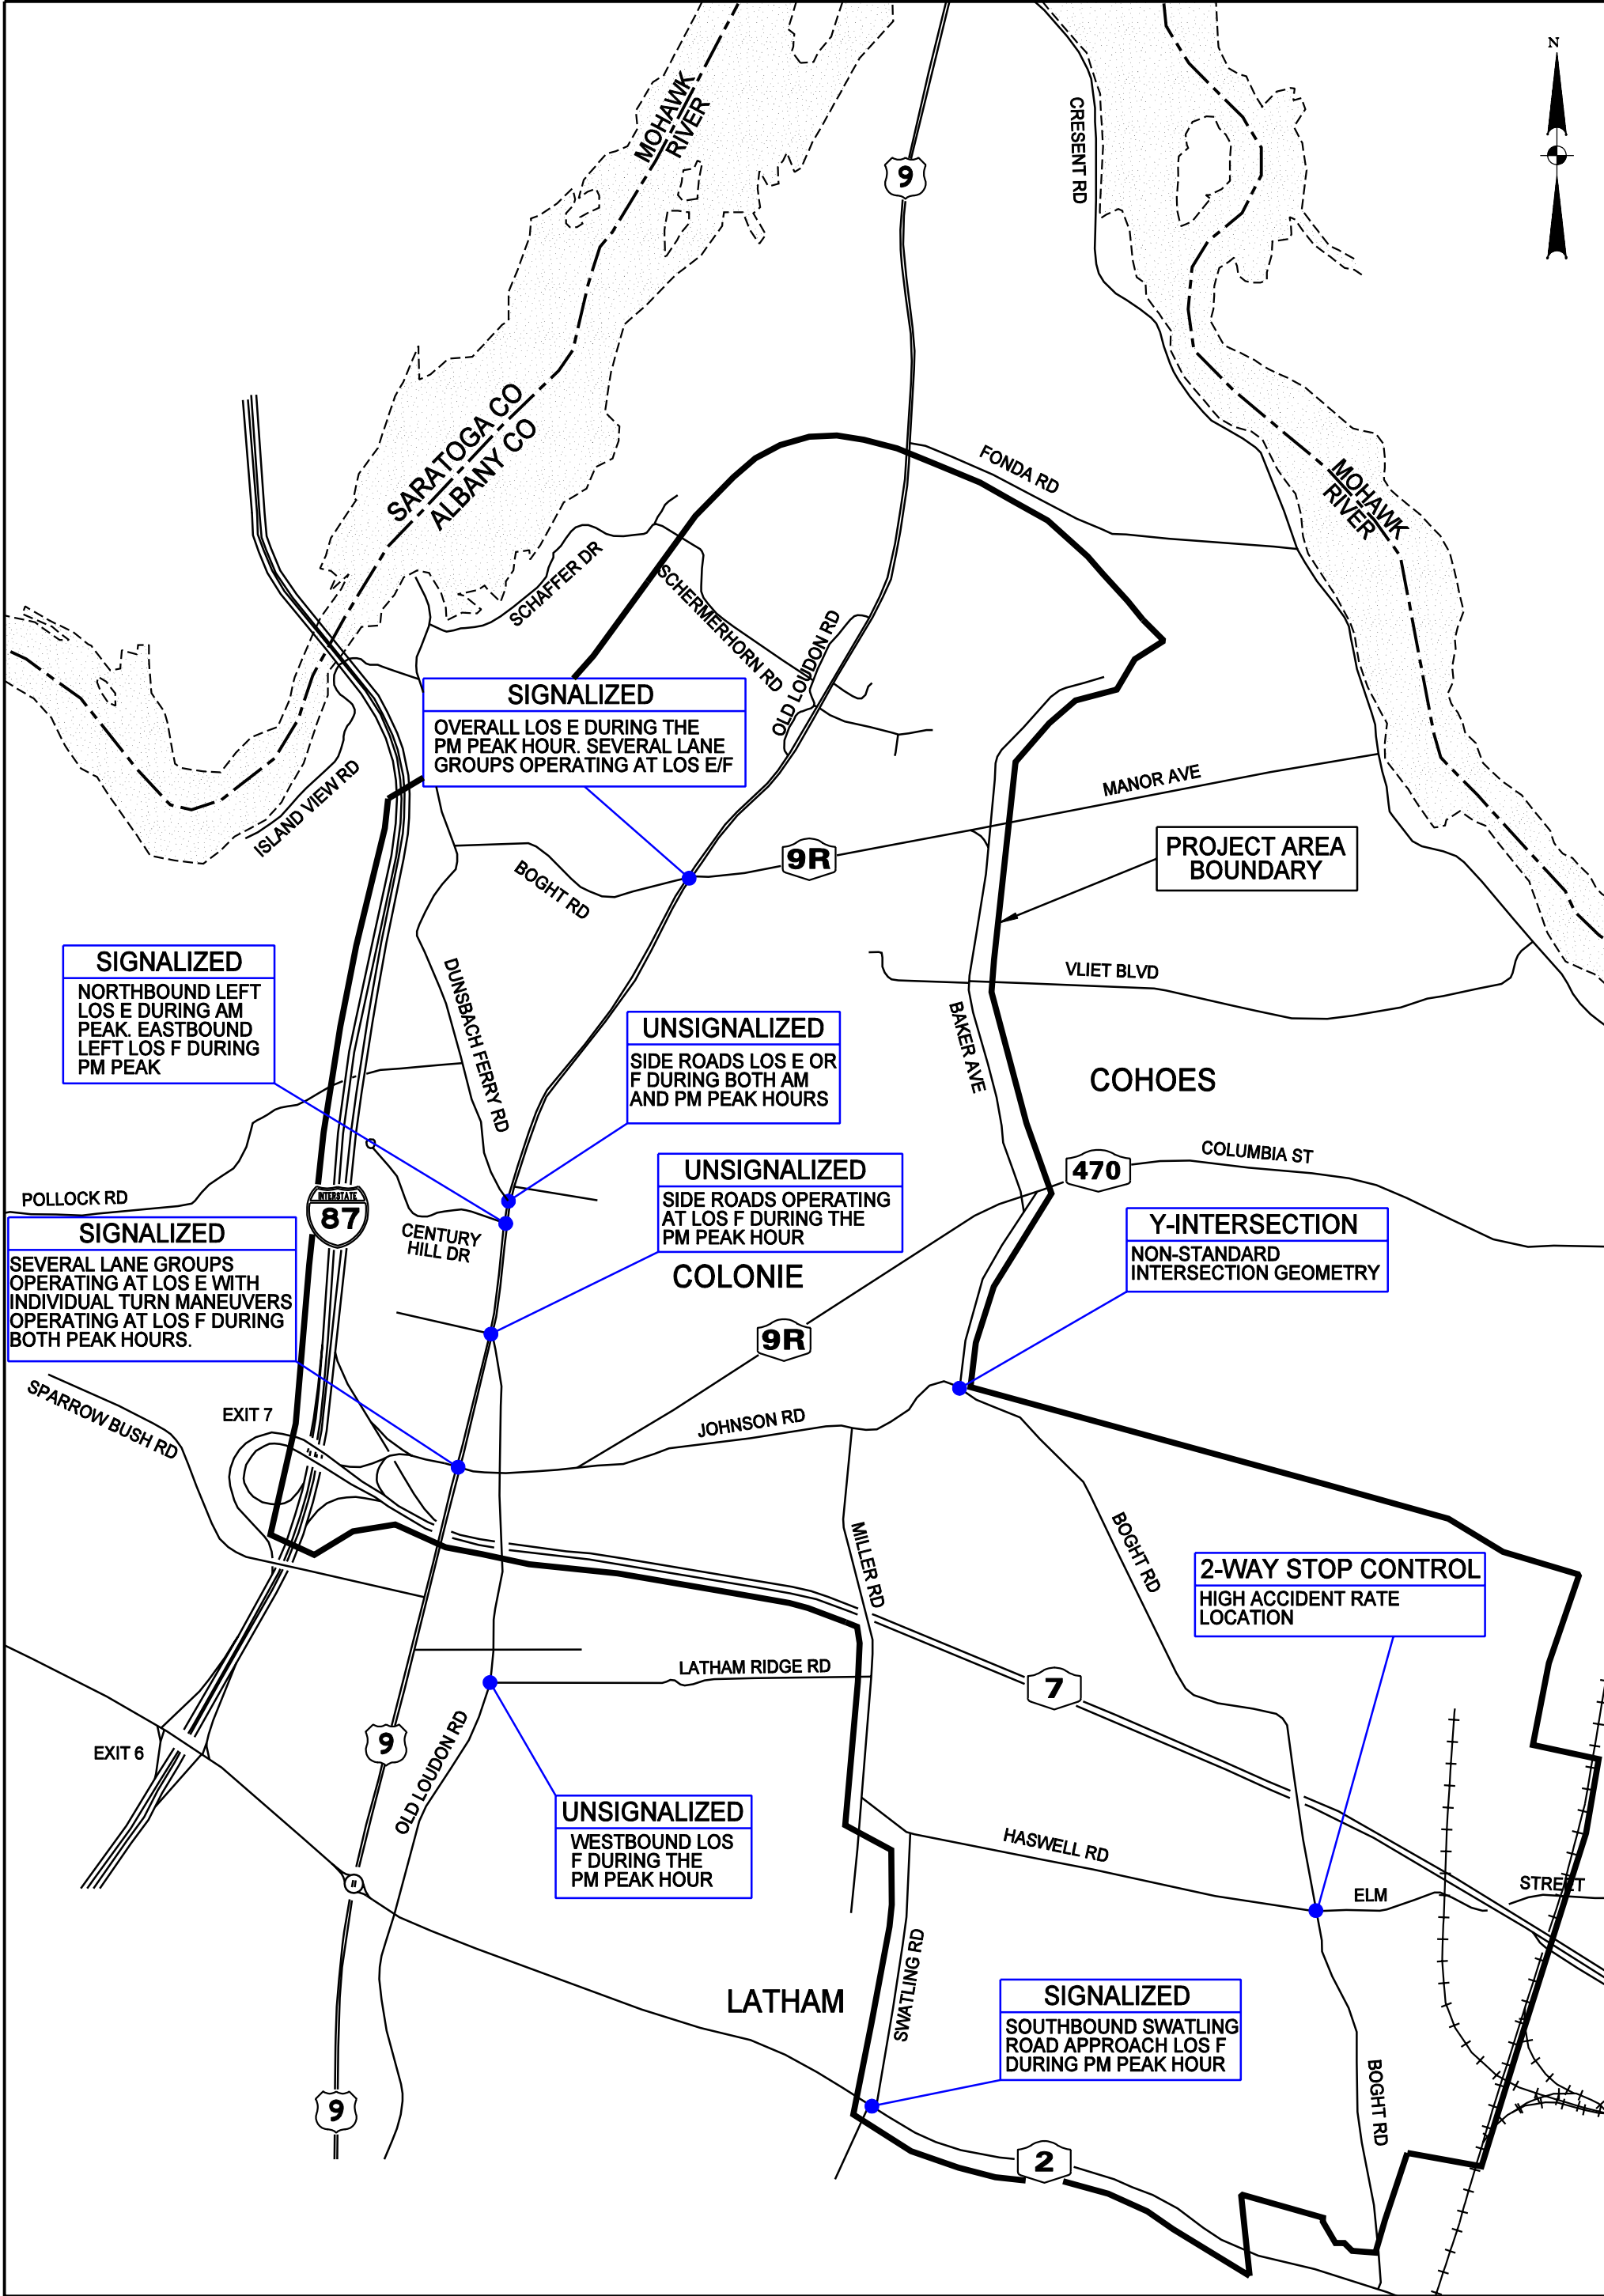 N
MOHAWK
RIVER
CRESENT RD
9
SARATOGA CO
ALBANY CO
FONDA RD
MOHAWK
RIVER
SCHAFFER DR
SCHERMERHORN RD
OLD LOUDON RD
SIGNALIZED
OVERALL LOS E DURING THE
PM PEAK HOUR. SEVERAL LANE
GROUPS OPERATING AT LOS E/F
ISLAND VIEW RD
MANOR AVE
9R
BOGHT RD
PROJECT AREA
BOUNDARY
SIGNALIZED
NORTHBOUND LEFT
LOS E DURING AM
PEAK. EASTBOUND
LEFT LOS F DURING
PM PEAK
DUNSBACH FERRY RD
VLIET BLVD
BAKER AVE
UNSIGNALIZED
SIDE ROADS LOS E OR
F DURING BOTH AM
AND PM PEAK HOURS
COHOES
COLUMBIA ST
470
UNSIGNALIZED
SIDE ROADS OPERATING
AT LOS F DURING THE
PM PEAK HOUR
POLLOCK RD
INTERSTATE
87
CENTURY
HILL DR
SIGNALIZED
SEVERAL LANE GROUPS
OPERATING AT LOS E WITH
INDIVIDUAL TURN MANEUVERS
OPERATING AT LOS F DURING
BOTH PEAK HOURS.
COLONIE
Y-INTERSECTION
NON-STANDARD
INTERSECTION GEOMETRY
9R
SPARROW BUSH RD
EXIT 7
JOHNSON RD
MILLER RD
BOGHT RD
2-WAY STOP CONTROL
HIGH ACCIDENT RATE
LOCATION
LATHAM RIDGE RD
7
9
EXIT 6
OLD LOUDON RD
UNSIGNALIZED
WESTBOUND LOS
F DURING THE
PM PEAK HOUR
HASWELL RD
ELM
STREET
SWATLING RD
LATHAM
SIGNALIZED
SOUTHBOUND SWATLING
ROAD APPROACH LOS F
DURING PM PEAK HOUR
BOGHT RD
9
2